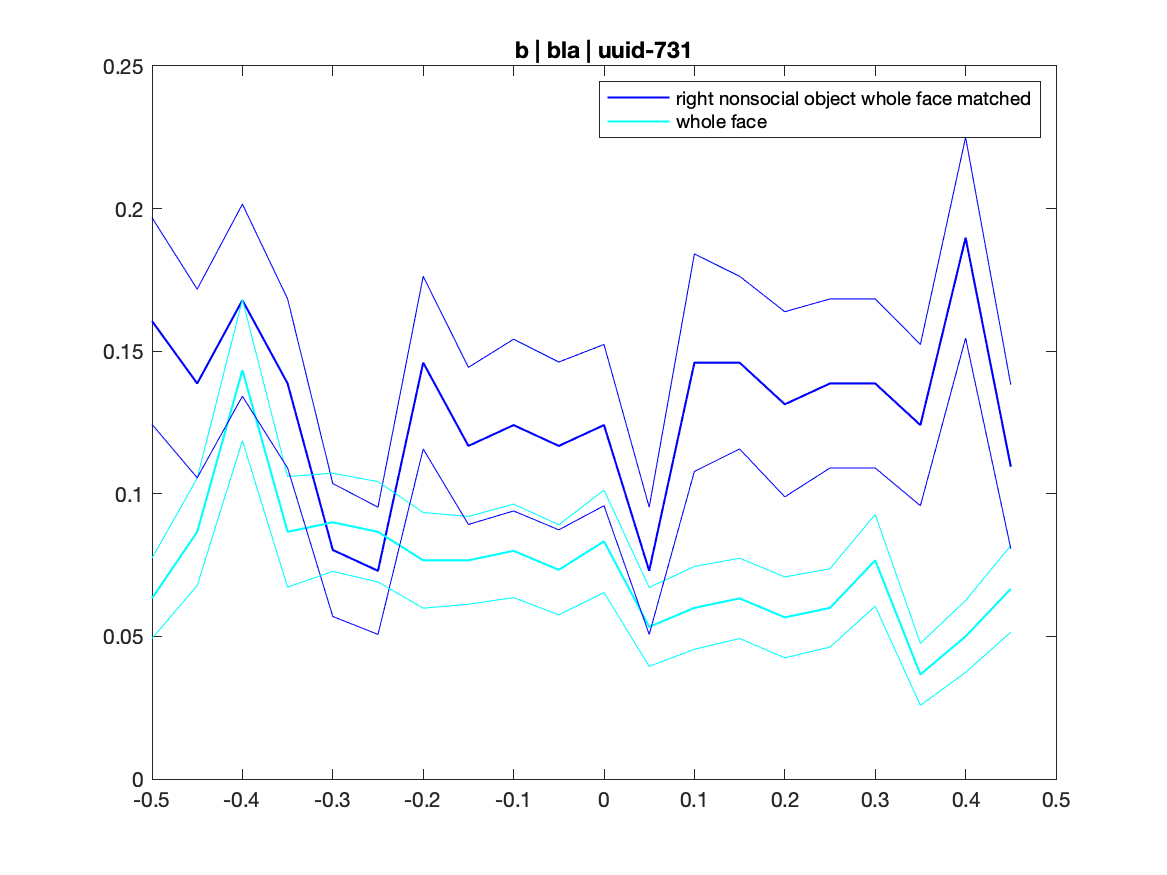 b | bla | uuid-731
right nonsocial object whole face matched
whole face
0.25
0.2
0.15
0.1
0.05
0
-0.5 -0.4 -0.3 -0.2 -0.1 0 0.1 0.2 0.3 0.4 0.5